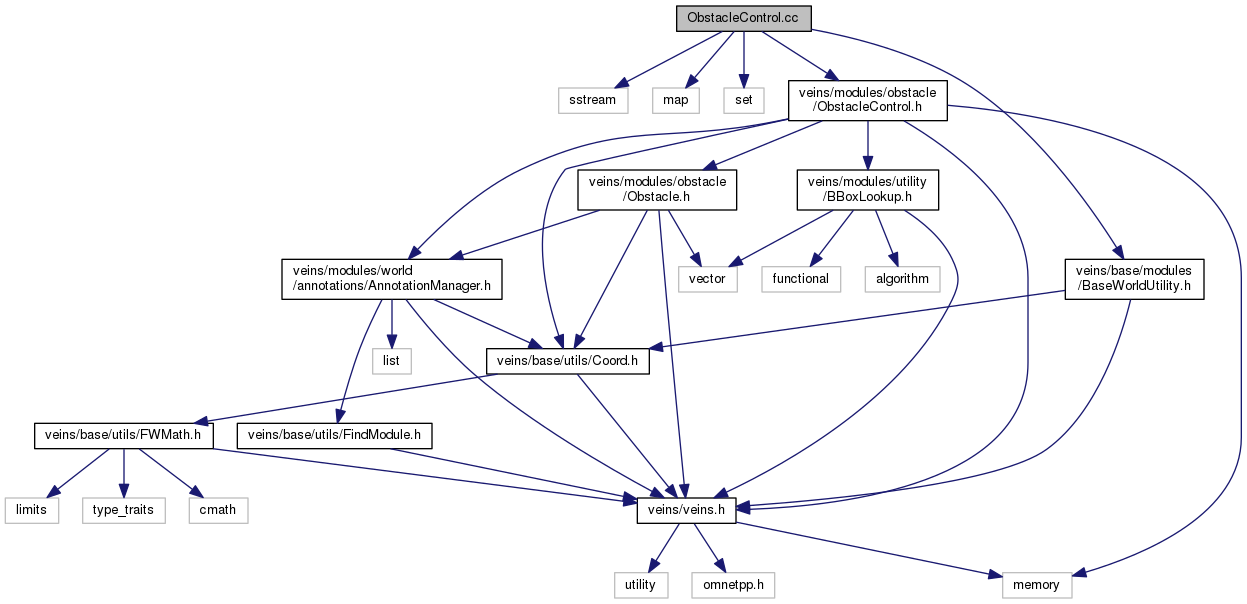 ObstacleControl.cc
sstream
map
set
veins/modules/obstacle
/ObstacleControl.h
veins/modules/obstacle
/Obstacle.h
veins/modules/utility
/BBoxLookup.h
veins/modules/world
/annotations/AnnotationManager.h
vector
functional
algorithm
veins/base/modules
/BaseWorldUtility.h
list
veins/base/utils/Coord.h
veins/base/utils/FWMath.h
veins/base/utils/FindModule.h
limits
type_traits
cmath
veins/veins.h
utility
omnetpp.h
memory